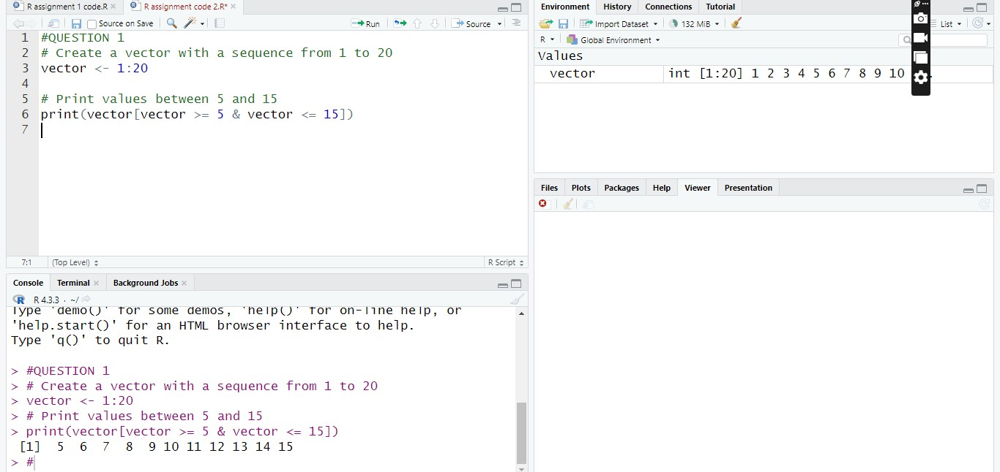 R assignment 1 code.R
R assignment code 2.R*
Source on Save
Run
Source
1 #QUESTION 1
2 # Create a vector with a sequence from 1 to 20
3 vector <- 1:20
4
5 # Print values between 5 and 15
6 print(vector[vector >= 5 & vector <= 15])
7
7:1
(Top Level)
R Script
Console
Terminal
Background Jobs
R 4.3.3 · ~/
Type 'demo()' for some demos, 'help()' for on-line help, or
'help.start()' for an HTML browser interface to help.
Type 'q()' to quit R.
> #QUESTION 1
> # Create a vector with a sequence from 1 to 20
> vector <- 1:20
> # Print values between 5 and 15
> print(vector[vector >= 5 & vector <= 15])
[1] 5 6 7 8 9 10 11 12 13 14 15
> #
Environment
History
Connections
Tutorial
Import Dataset
132 MiB
List
R
Global Environment
Values
vector
int [1:20] 1 2 3 4 5 6 7 8 9 10
Files
Plots
Packages
Help
Viewer
Presentation